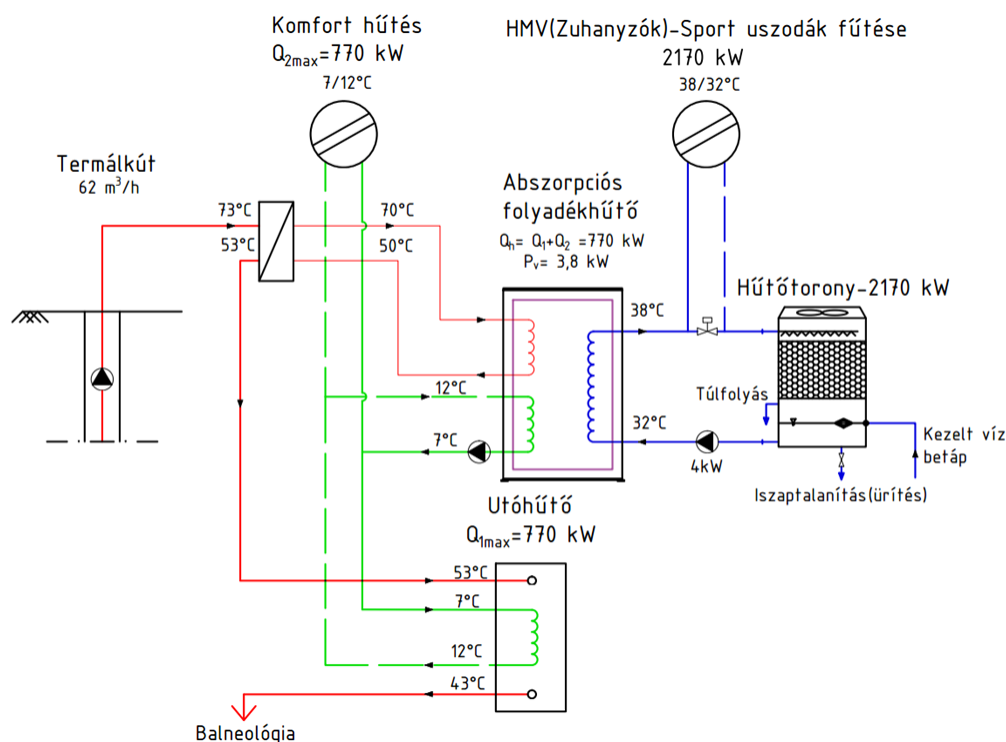 Komfort hűtés
Q2max=770 kW
7/12°C
HMV(Zuhanyzók)-Sport uszodák fűtése
2170 kW
38/32°C
Termálkút
62 m³/h
73°C
53°C
70°C
50°C
Abszorpciós
folyadékhűtő
Qh= Q1+Q2 =770 kW
Pv= 3,8 kW
38°C
Hűtőtorony-2170 kW
12°C
7°C
32°C
4kW
Túlfolyás
Kezelt víz
betáp
Iszaptalanítás(ürítés)
Utóhűtő
Q1max=770 kW
53°C
7°C
12°C
43°C
Balneológia